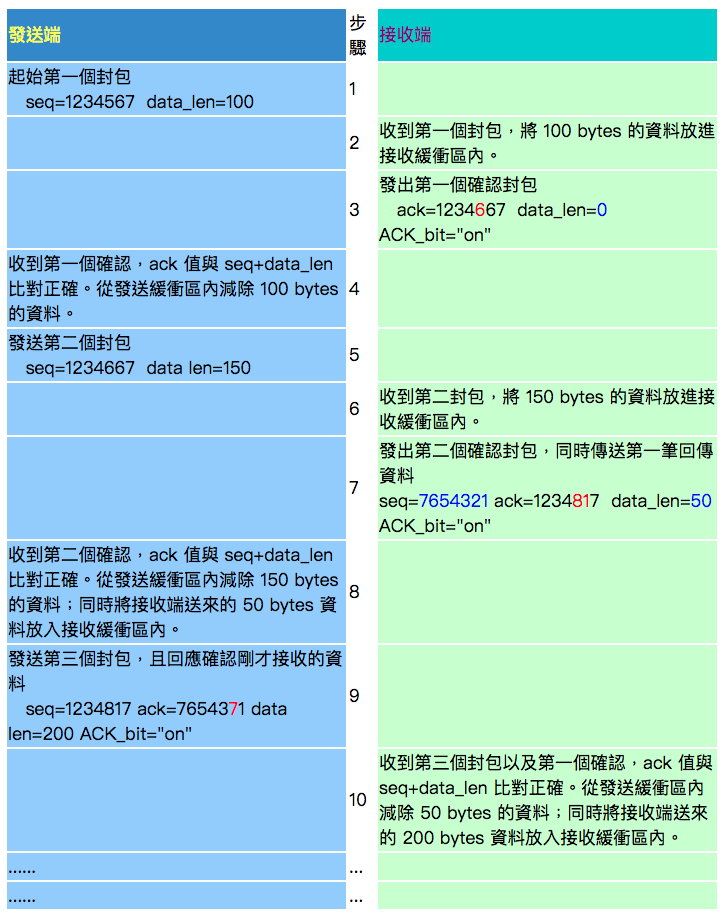 發送端
步
驟
接收端
起始第一個封包
seq=1234567 data_len=100
1
2
收到第一個封包，將 100 bytes 的資料放進
接收緩衝區內。
3
發出第一個確認封包
ack=1234667 data_len=0
ACK_bit="on"
收到第一個確認，ack 值與 seq+data_len
比對正確。從發送緩衝區內減除 100 bytes
的資料。
4
發送第二個封包
seq=1234667 data len=150
5
6
收到第二封包，將 150 bytes 的資料放進接
收緩衝區內。
7
發出第二個確認封包，同時傳送第一筆回傳
資料
seq=7654321 ack=1234817 data_len=50
ACK_bit="on"
收到第二個確認，ack 值與 seq+data_len
比對正確。從發送緩衝區內減除 150 bytes
的資料；同時將接收端送來的 50 bytes 資
料放入接收緩衝區內。
8
發送第三個封包，且回應確認剛才接收的資
料
seq=1234817 ack=7654371 data
len=200 ACK_bit="on"
9
10
收到第三個封包以及第一個確認，ack 值與
seq+data_len 比對正確。從發送緩衝區內
減除 50 bytes 的資料；同時將接收端送來
的 200 bytes 資料放入接收緩衝區內。
......
...
......
...